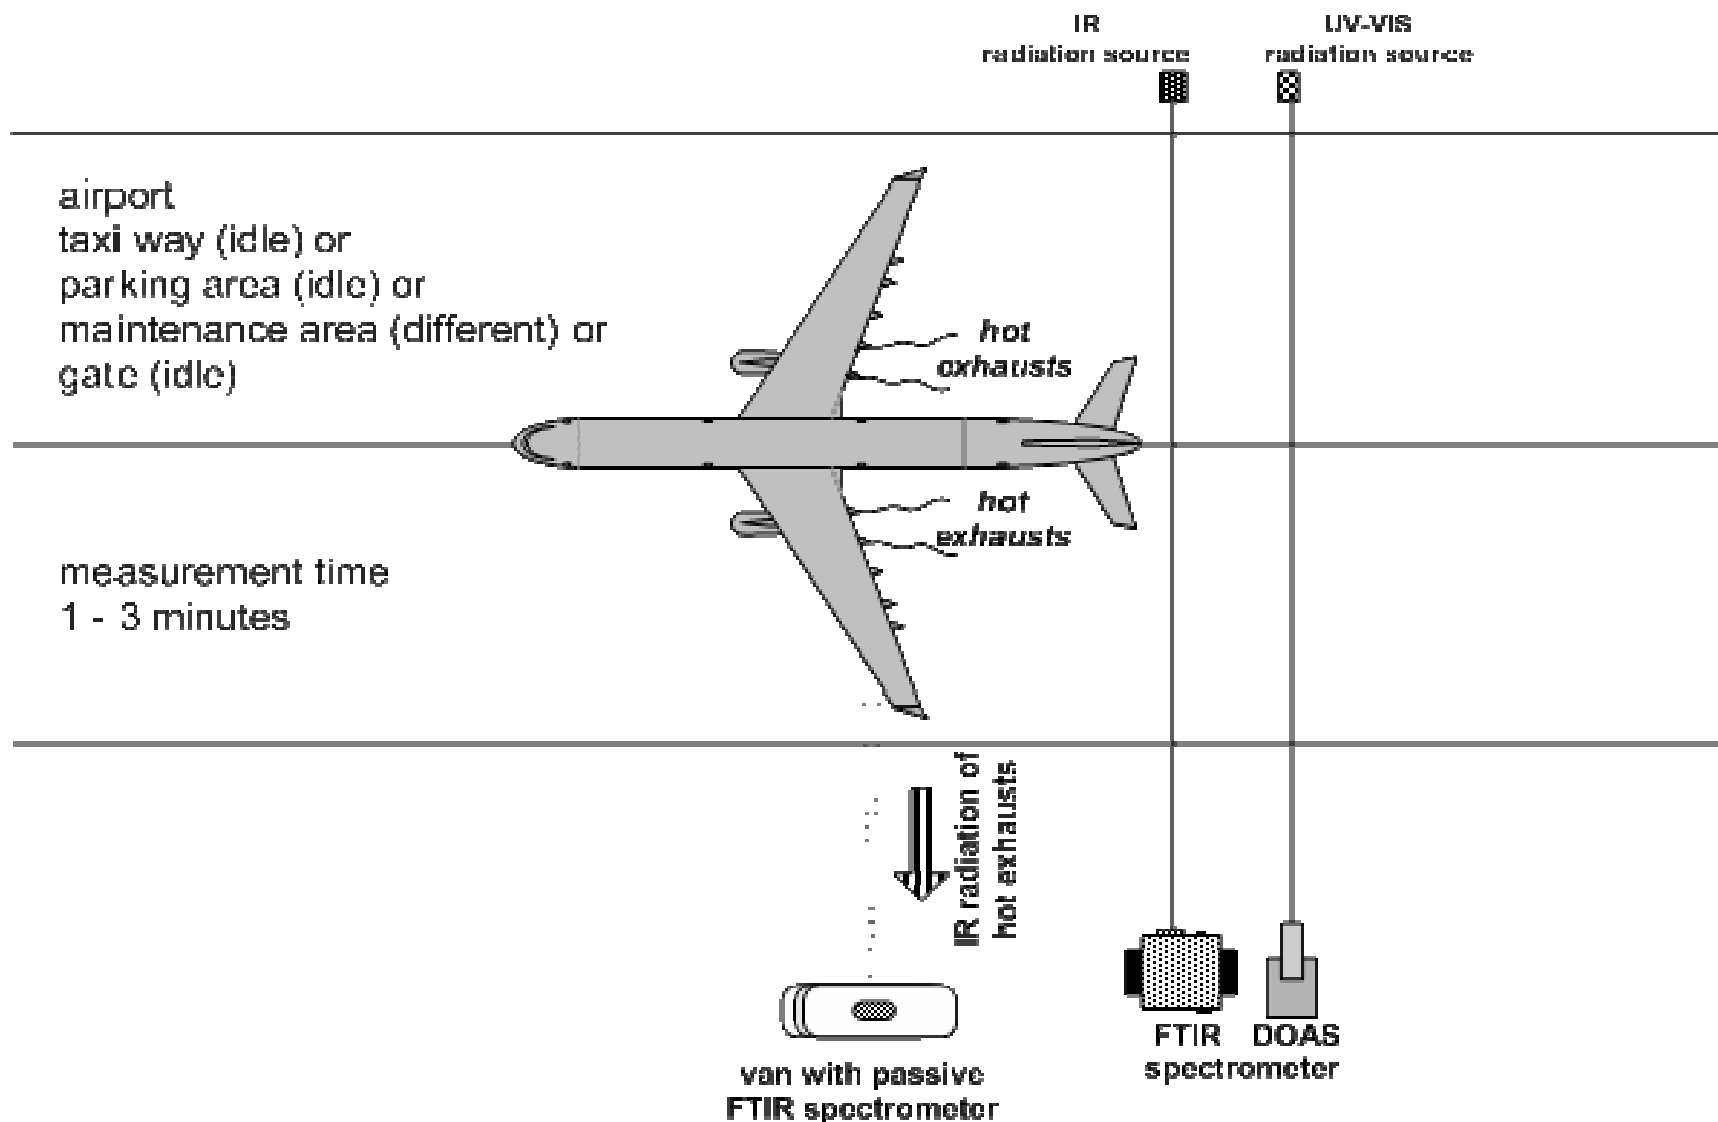 IR
radiation source
UV-VIS
radiation source
airport
taxi way (idle) or
parking area (idle) or
maintenance area (different) or
gate (idle)
hot
exhausts
hot
exhausts
measurement time
1 - 3 minutes
IR radiation of
hot exhausts
FTIR DOAS
spectrometer
van with passive
FTIR spectrometer